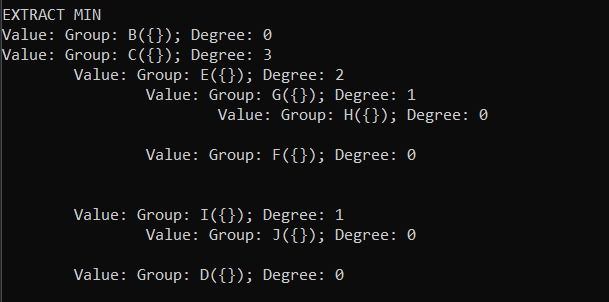 EXTRACT MIN
Value: Group: B({}); Degree: 0
Value: Group: C({}); Degree: 3
Value: Group: E({}); Degree: 2
Value: Group: G({}); Degree: 1
Value: Group: H({}); Degree: 0
Value: Group: F({}); Degree: 0
Value: Group: I({}); Degree: 1
Value: Group: J({}); Degree: 0
Value: Group: D({}); Degree: 0